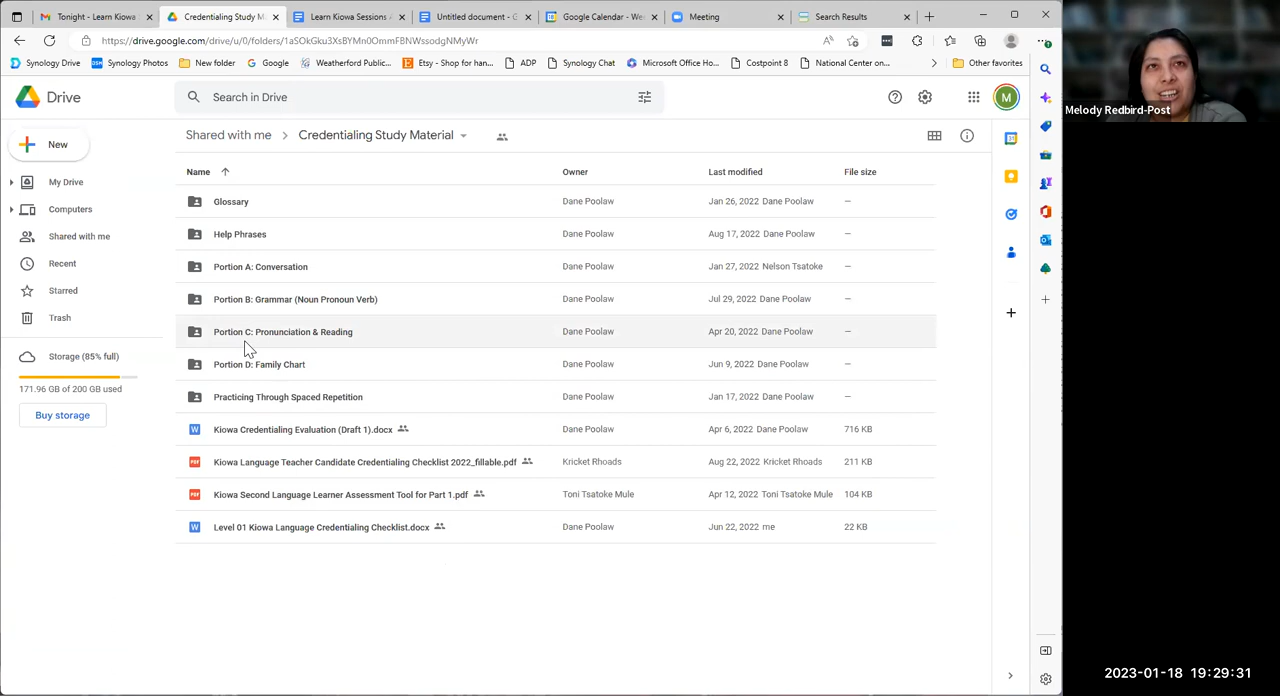 Tonight - Learn Kiowa
Credentialing Study M
Learn Kiowa Sessions
Untitled document - G
Google Calendar - We
Meeting
Search Results
https://drive.google.com/drive/u/0/folders/1aSOkGku3XsBYMn0OmmFBNWssodgNMyWr
Synology Drive
Synology Photos
New folder
Google
Weatherford Public...
Etsy - Shop for han...
ADP
Synology Chat
Microsoft Office Ho...
Costpoint 8
National Center on...
Other favorites
Drive
Search in Drive
M
New
Shared with me > Credentialing Study Material
My Drive
Computers
Shared with me
Recent
Starred
Trash
Storage (85% full)
171.96 GB of 200 GB used
Buy storage
Name Owner Last modified File size
Glossary Dane Poolaw Jan 26, 2022 Dane Poolaw –
Help Phrases Dane Poolaw Aug 17, 2022 Dane Poolaw –
Portion A: Conversation Dane Poolaw Jan 27, 2022 Nelson Tsatoke –
Portion B: Grammar (Noun Pronoun Verb) Dane Poolaw Jul 29, 2022 Dane Poolaw –
Portion C: Pronunciation & Reading Dane Poolaw Apr 20, 2022 Dane Poolaw –
Portion D: Family Chart Dane Poolaw Jun 9, 2022 Dane Poolaw –
Practicing Through Spaced Repetition Dane Poolaw Jan 17, 2022 Dane Poolaw –
Kiowa Credentialing Evaluation (Draft 1).docx Dane Poolaw Apr 6, 2022 Dane Poolaw 716 KB
Kiowa Language Teacher Candidate Credentialing Checklist 2022_fillable.pdf Kricket Rhoads Aug 22, 2022 Kricket Rhoads 211 KB
Kiowa Second Language Learner Assessment Tool for Part 1.pdf Toni Tsatoke Mule Apr 12, 2022 Toni Tsatoke Mule 104 KB
Level 01 Kiowa Language Credentialing Checklist.docx Dane Poolaw Jun 22, 2022 me 22 KB
Melody Redbird-Post
2023-01-18 19:29:31